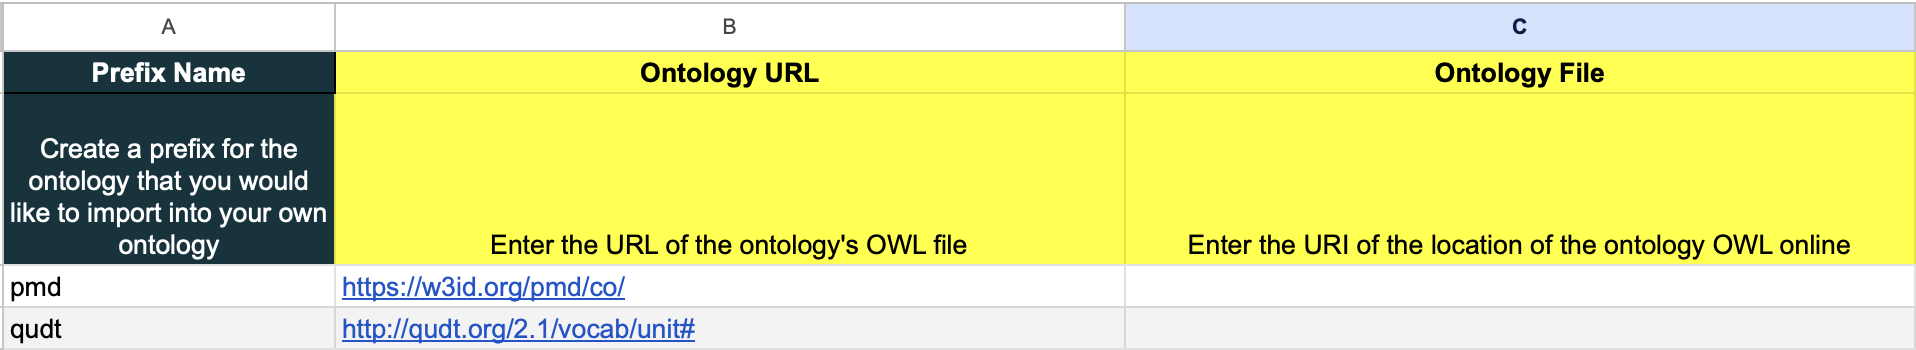 A B C
Prefix Name Ontology URL Ontology File
Create a prefix for the
ontology that you would
like to import into your own
ontology
Enter the URL of the ontology's OWL file
Enter the URI of the location of the ontology OWL online
pmd https://w3id.org/pmd/co/
qudt http://qudt.org/2.1/vocab/unit#